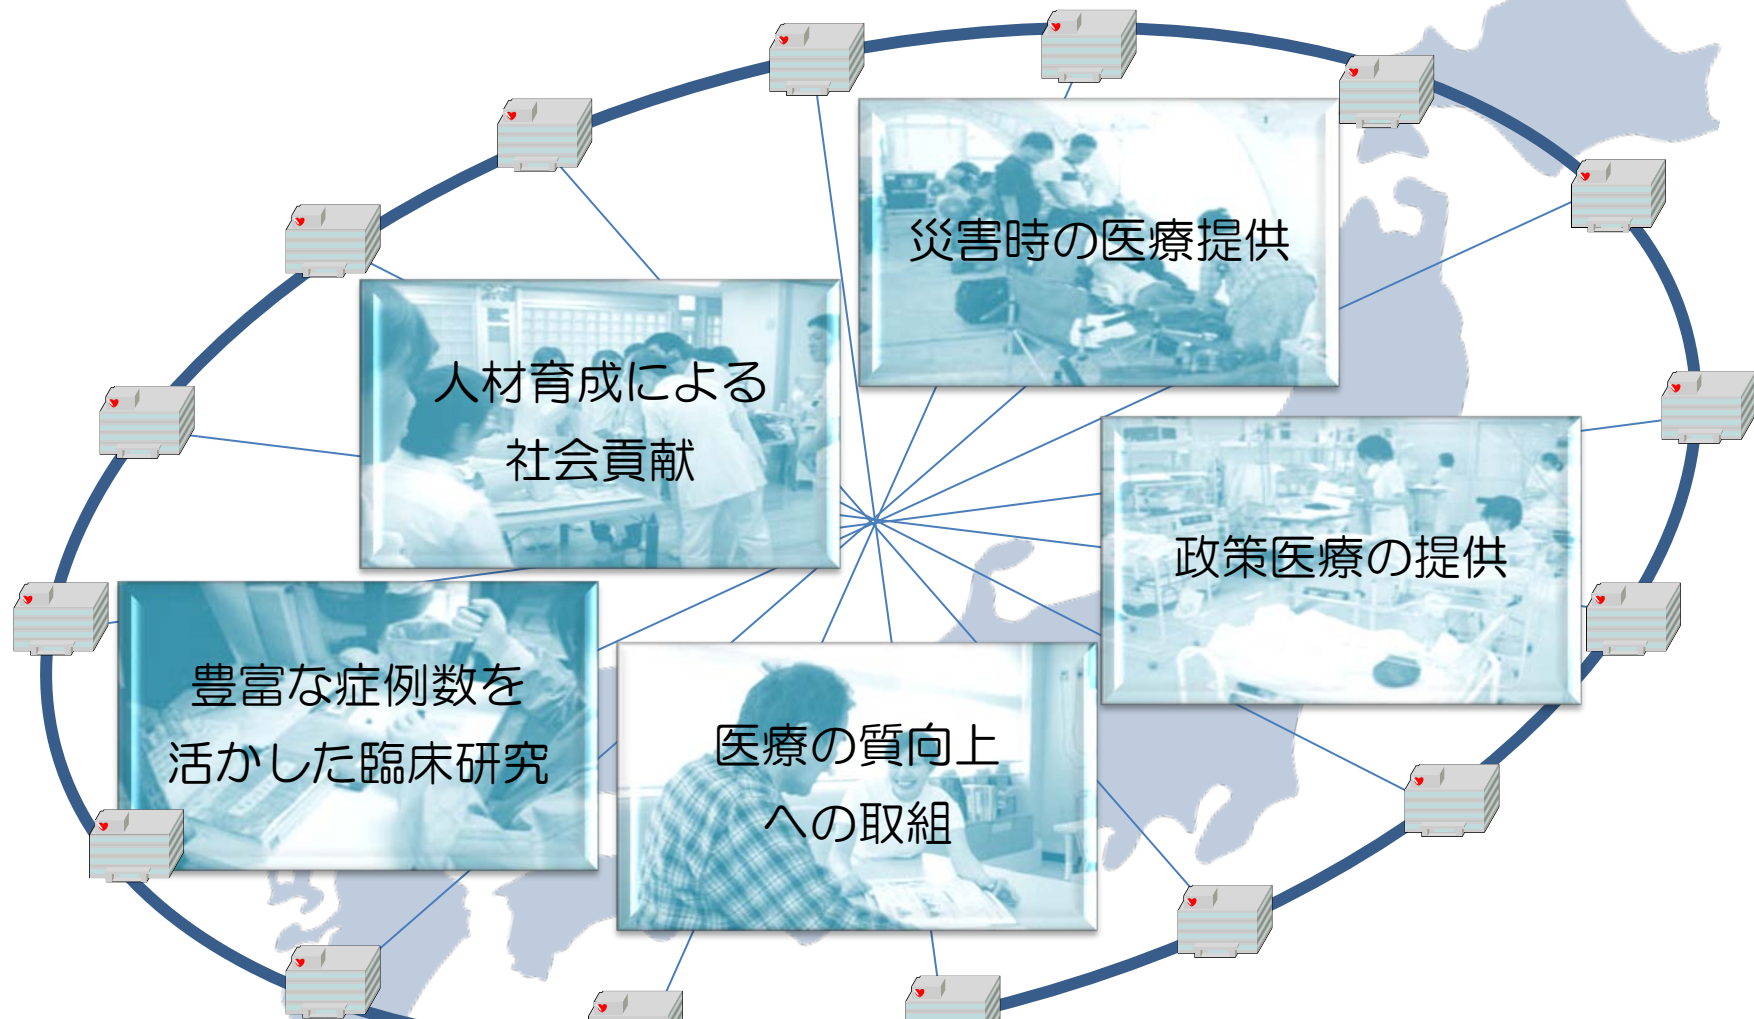 災害時の医療提供
人材育成による
社会貢献
政策医療の提供
豊富な症例数を
活かした臨床研究
医療の質向上
への取組